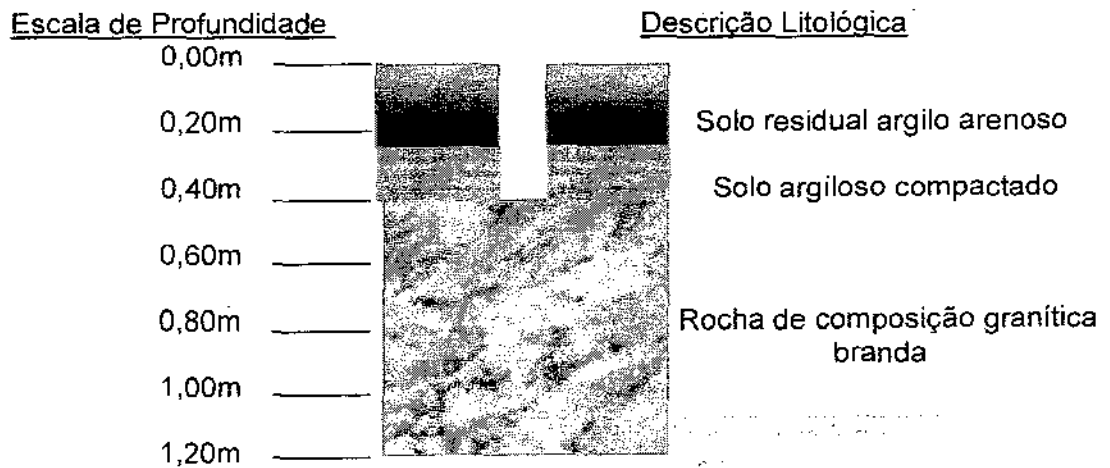 Escala de Profundidade
Descrição Litológica
0,00m
0,20m
Solo residual argilo arenoso
0,40m
Solo argiloso compactado
0,60m
0,80m
Rocha de composição granítica
branda
1,00m
1,20m